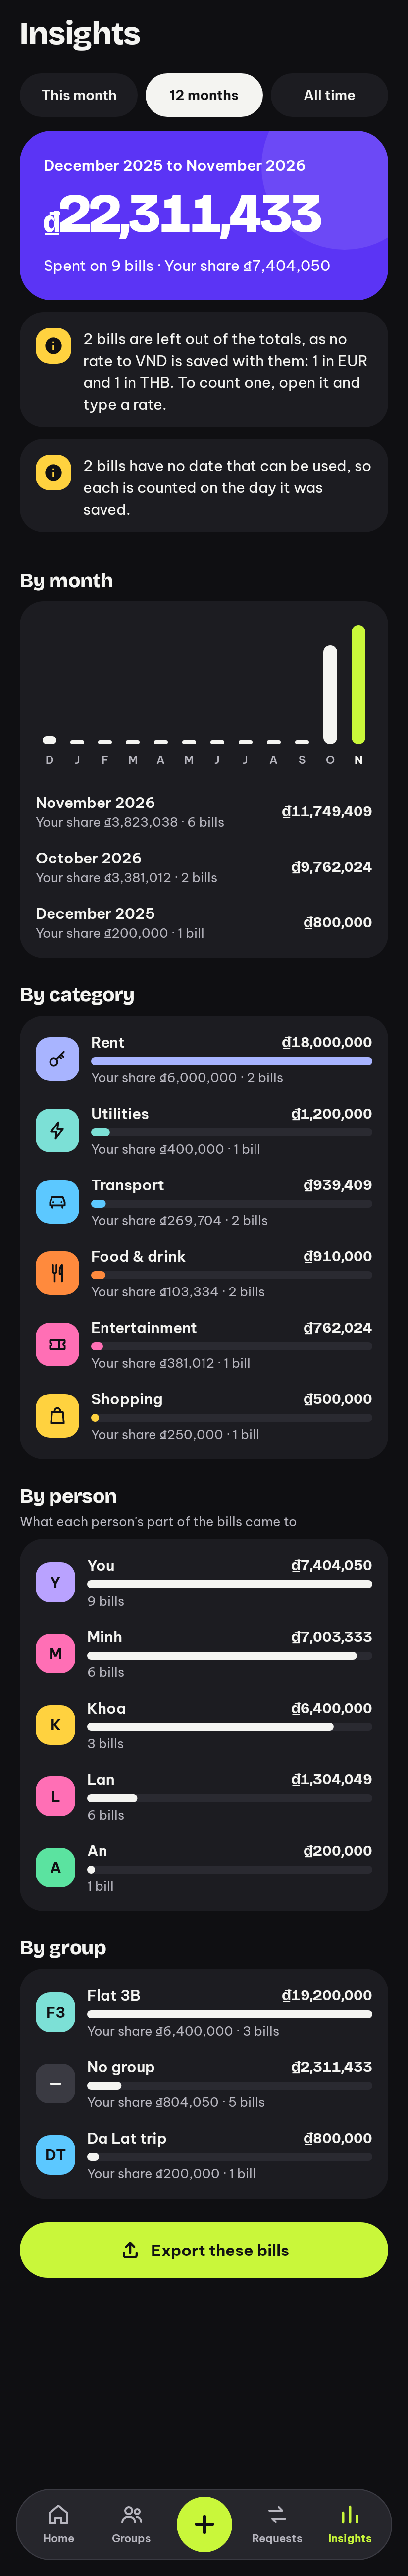 Insights
This month
12 months
All time
December 2025 to November 2026
₫22,311,433
Spent on 9 bills · Your share ₫7,404,050
2 bills are left out of the totals, as no
rate to VND is saved with them: 1 in EUR
and 1 in THB. To count one, open it and
type a rate.
2 bills have no date that can be used, so
each is counted on the day it was
saved.
By month
D J F M A M J J A S O N
November 2026
₫11,749,409
Your share ₫3,823,038 · 6 bills
October 2026
₫9,762,024
Your share ₫3,381,012 · 2 bills
December 2025
₫800,000
Your share ₫200,000 · 1 bill
By category
Rent
₫18,000,000
Your share ₫6,000,000 · 2 bills
Utilities
₫1,200,000
Your share ₫400,000 · 1 bill
Transport
₫939,409
Your share ₫269,704 · 2 bills
Food & drink
₫910,000
Your share ₫103,334 · 2 bills
Entertainment
₫762,024
Your share ₫381,012 · 1 bill
Shopping
₫500,000
Your share ₫250,000 · 1 bill
By person
What each person's part of the bills came to
Y
You
₫7,404,050
9 bills
M
Minh
₫7,003,333
6 bills
K
Khoa
₫6,400,000
3 bills
L
Lan
₫1,304,049
6 bills
A
An
₫200,000
1 bill
By group
F3
Flat 3B
₫19,200,000
Your share ₫6,400,000 · 3 bills
–
No group
₫2,311,433
Your share ₫804,050 · 5 bills
DT
Da Lat trip
₫800,000
Your share ₫200,000 · 1 bill
Export these bills
Home
Groups
Requests
Insights